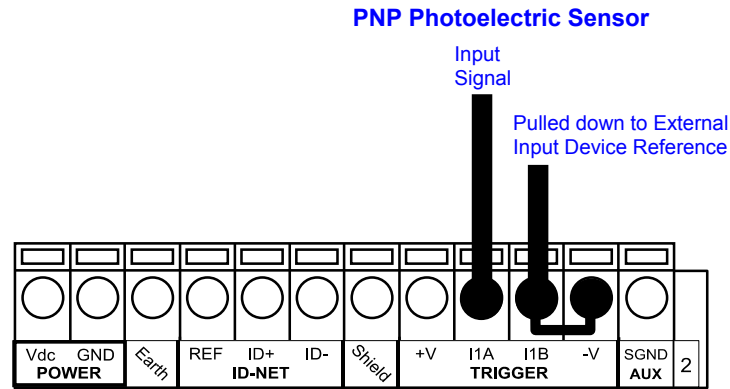 PNP Photoelectric Sensor
Input
Signal
Pulled down to External
Input Device Reference
Vdc GND Earth REF ID+ ID- Shield +V I1A I1B -V SGND 2
POWER ID-NET TRIGGER AUX